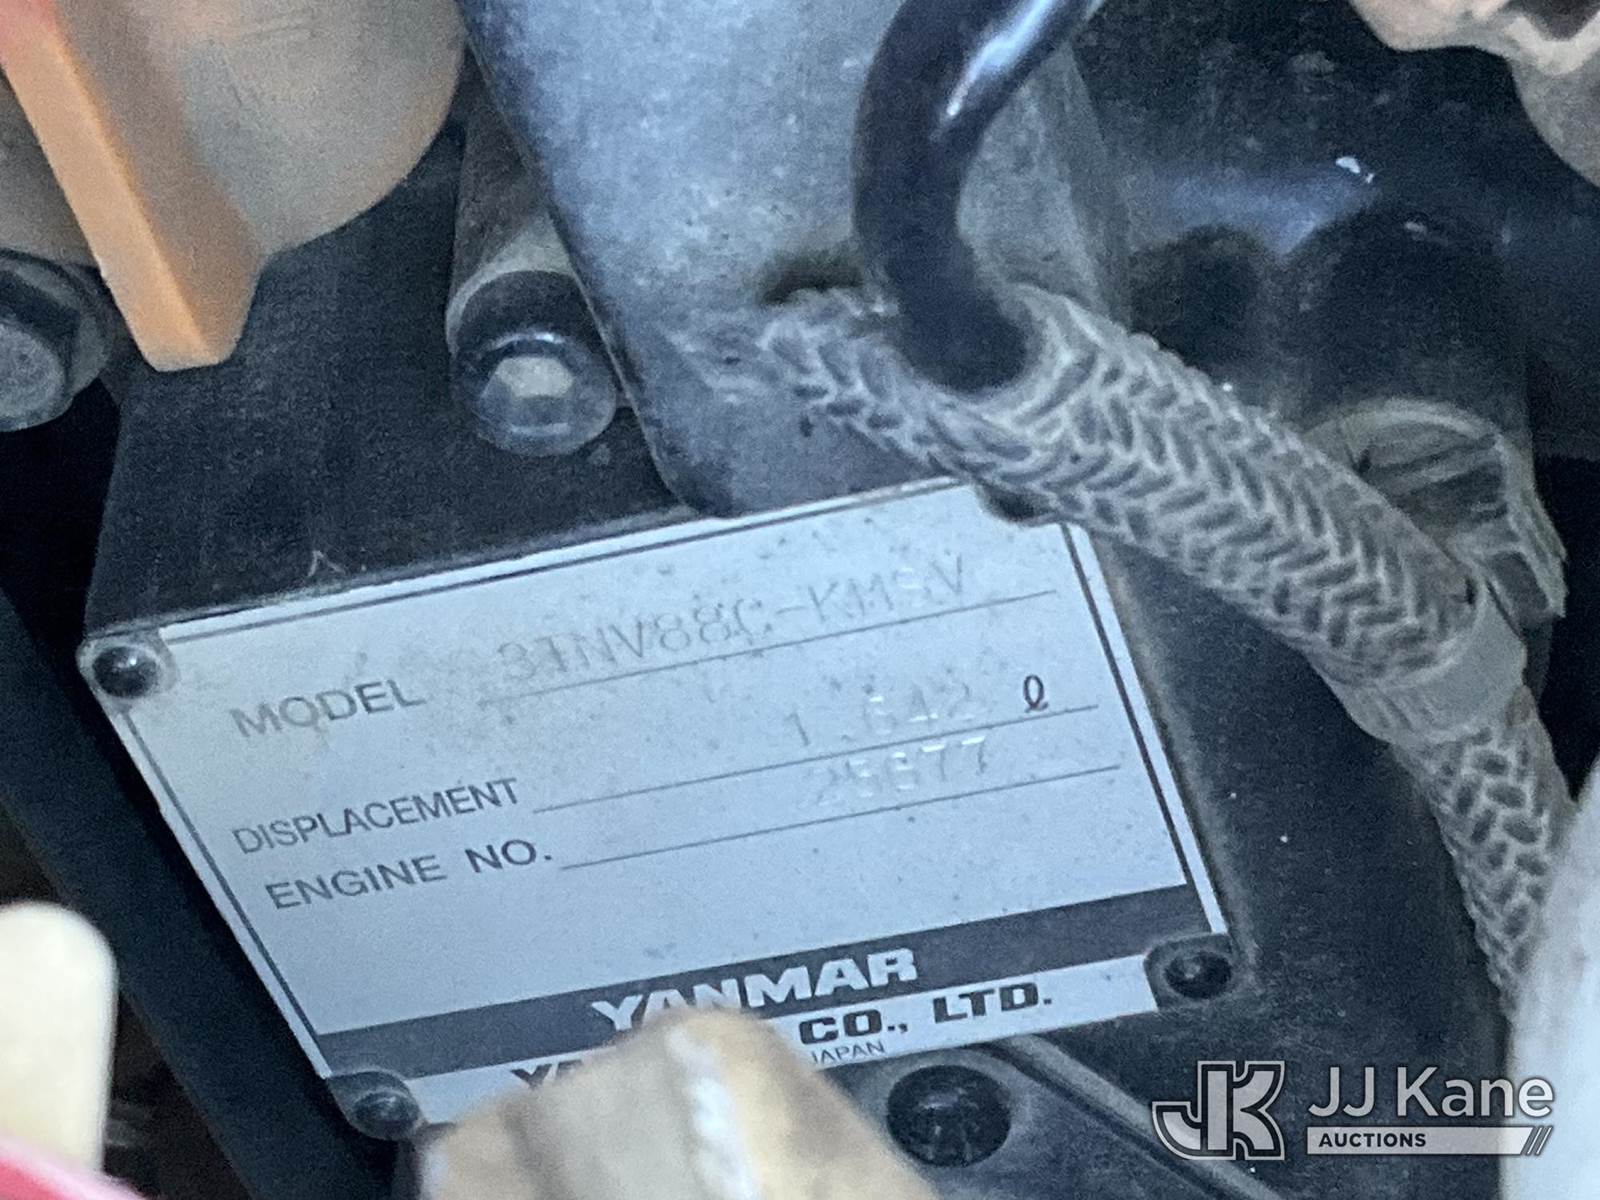 MODEL 3TNV88C-KMSV
DISPLACEMENT 1.642 ℓ
ENGINE NO. 25677
YANMAR
CO., LTD.
JAPAN
JJ Kane
AUCTIONS